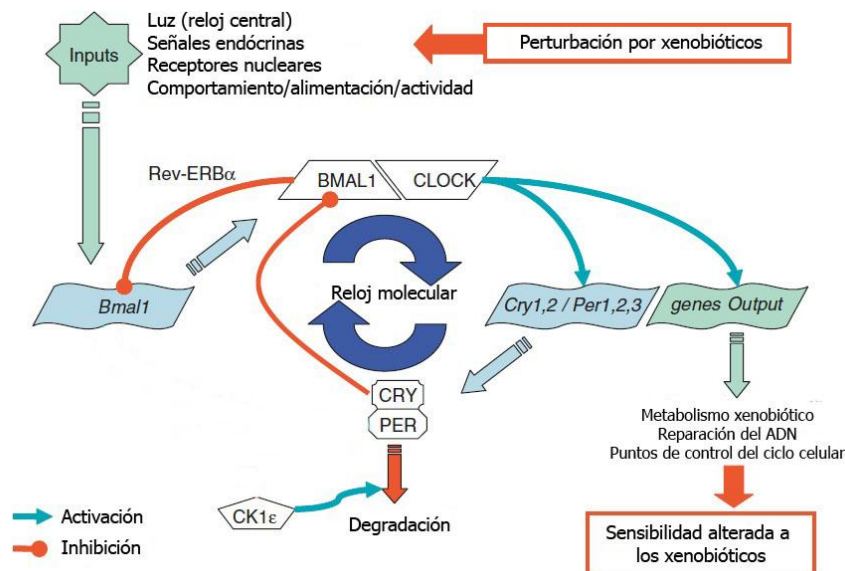 Inputs
Luz (reloj central)
Señales endócrinas
Receptores nucleares
Comportamiento/alimentación/actividad
Perturbación por xenobióticos
Rev-ERBα
BMAL1
CLOCK
Bmal1
Reloj molecular
Cry1,2 / Per1,2,3
genes Output
CRY
PER
Metabolismo xenobiótico
Reparación del ADN
Puntos de control del ciclo celular
CK1ε
Degradación
Activación
Inhibición
Sensibilidad alterada a
los xenobióticos